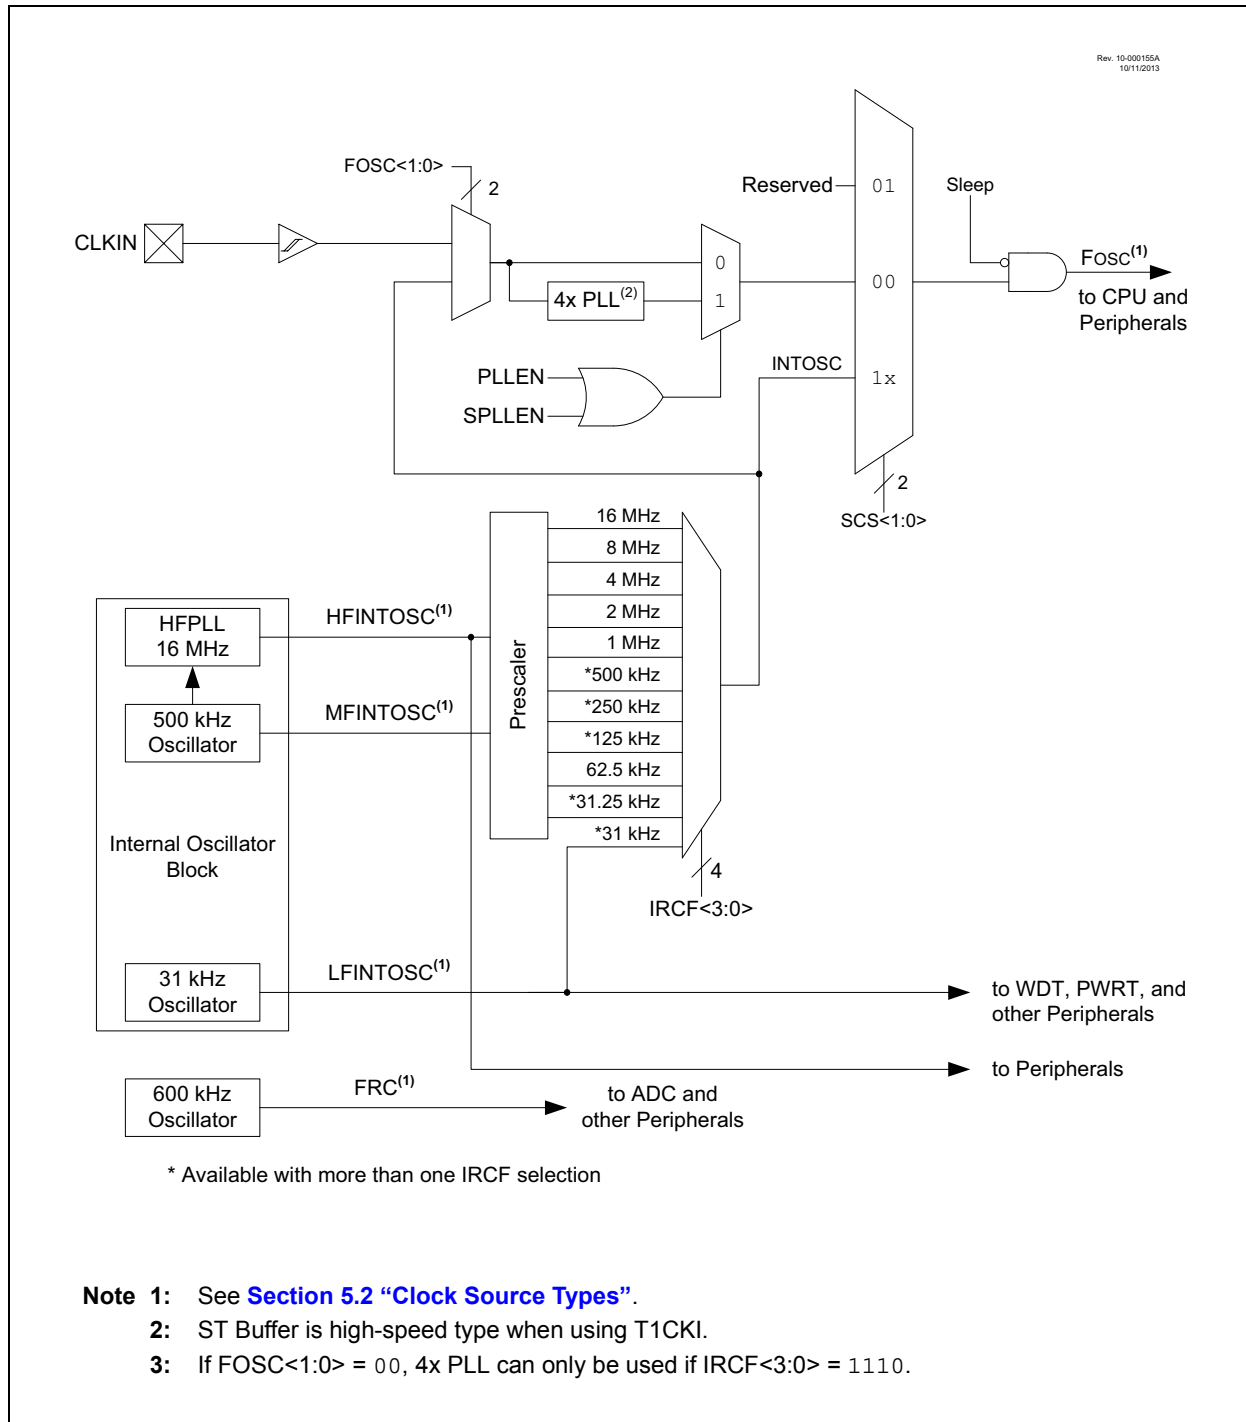 Rev. 10-000155A
10/11/2013
FOSC<1:0>
2
Reserved
01
Sleep
CLKIN
0
FOSC(1)
4x PLL(2)
1
00
to CPU and
Peripherals
PLLEN
INTOSC
1x
SPLLEN
2
SCS<1:0>
16 MHz
8 MHz
4 MHz
2 MHz
1 MHz
*500 kHz
*250 kHz
*125 kHz
62.5 kHz
*31.25 kHz
*31 kHz
Prescaler
HFPLL
16 MHz
HFINTOSC(1)
500 kHz
Oscillator
MFINTOSC(1)
Internal Oscillator
Block
4
IRCF<3:0>
31 kHz
Oscillator
LFINTOSC(1)
to WDT, PWRT, and
other Peripherals
to Peripherals
600 kHz
Oscillator
FRC(1)
to ADC and
other Peripherals
* Available with more than one IRCF selection
Note 1: See Section 5.2 “Clock Source Types”.
2: ST Buffer is high-speed type when using T1CKI.
3: If FOSC<1:0> = 00, 4x PLL can only be used if IRCF<3:0> = 1110.